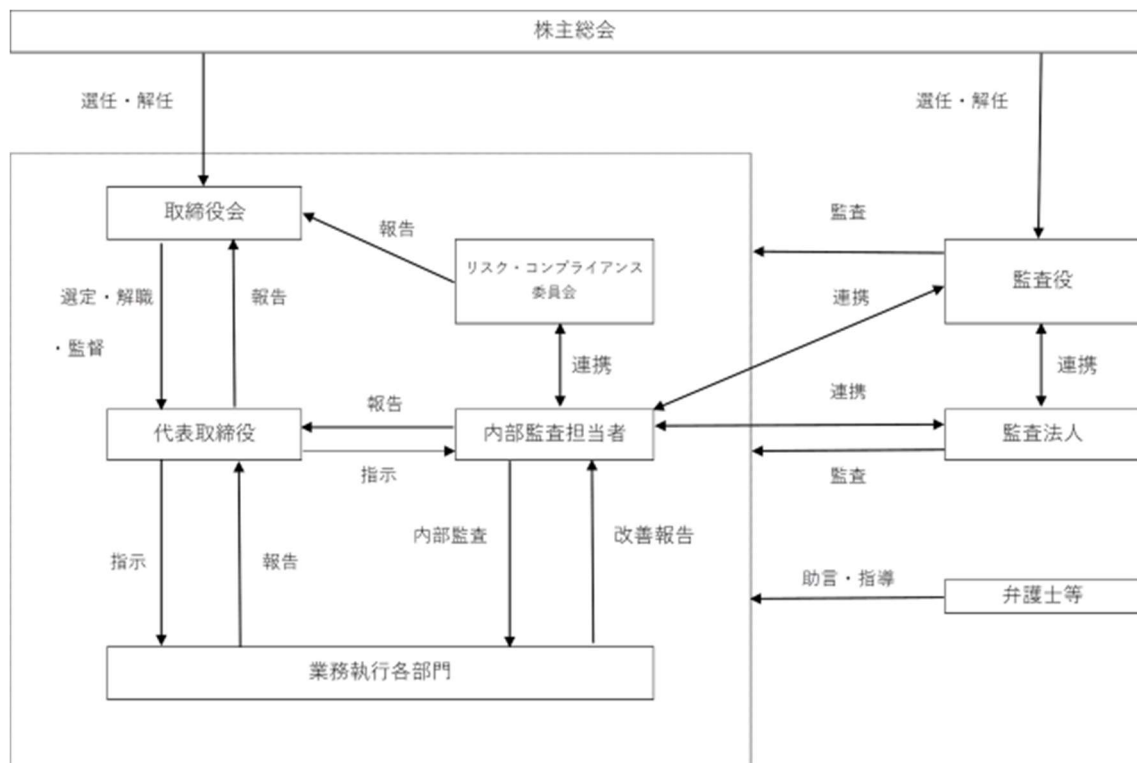 株主総会
選任・解任
選任・解任
取締役会
報告
監査
リスク・コンプライアンス
委員会
監査役
選定・解職
・監督
報告
連携
連携
連携
報告
連携
代表取締役
内部監査担当者
監査法人
指示
監査
指示
報告
内部監査
改善報告
助言・指導
弁護士等
業務執行各部門